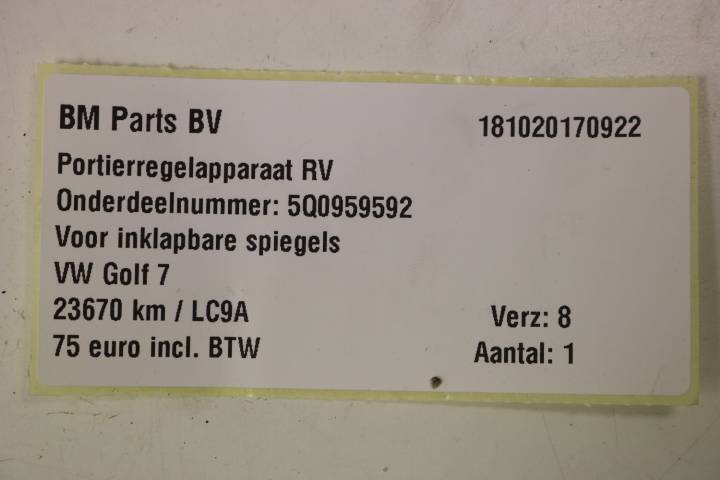 BM Parts BV 181020170922
Portierregelapparaat RV
Onderdeelnummer: 5Q0959592
Voor inklapbare spiegels
VW Golf 7
23670 km / LC9A Verz: 8
75 euro incl. BTW Aantal: 1